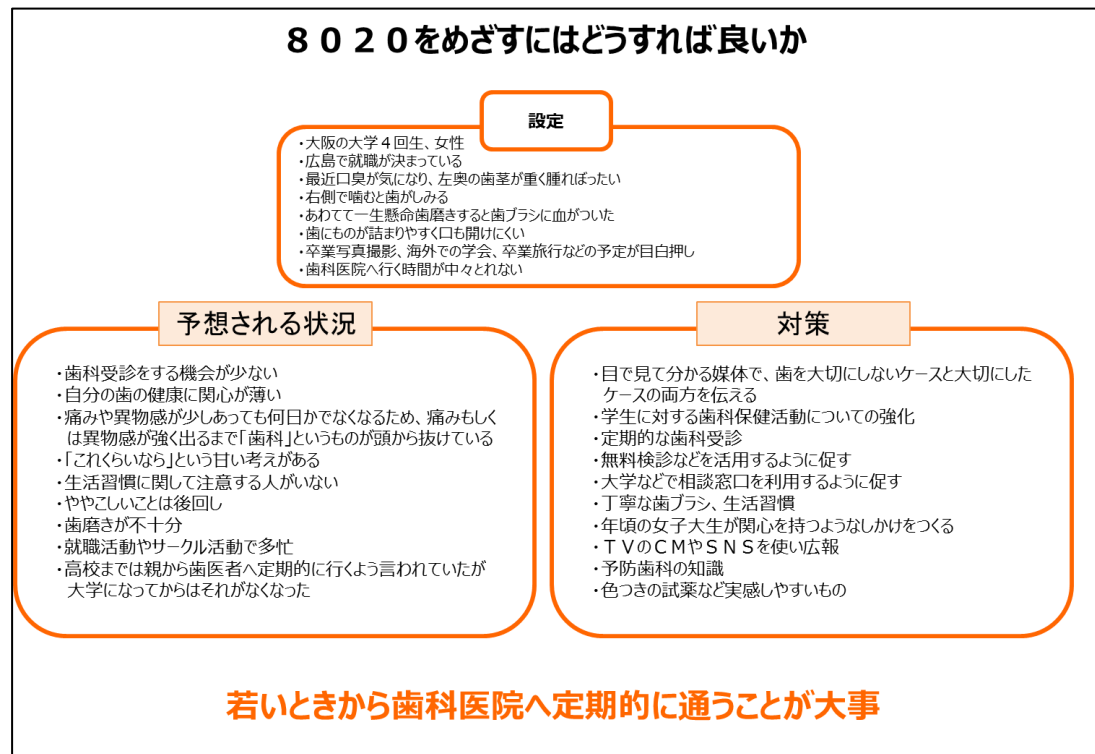 ８０２０をめざすにはどうすれば良いか
設定
・大阪の大学４回生、女性
・広島で就職が決まっている
・最近口臭が気になり、左奥の歯茎が重く腫れぼったい
・右側で噛むと歯がしみる
・あわてて一生懸命歯磨きすると歯ブラシに血がついた
・歯にものが詰まりやすく口も開けにくい
・卒業写真撮影、海外での学会、卒業旅行などの予定が目白押し
・歯科医院へ行く時間が中々とれない
予想される状況
・歯科受診をする機会が少ない
・自分の歯の健康に関心が薄い
・痛みや異物感が少しあっても何日かでなくなるため、痛みもしく
は異物感が強く出るまで「歯科」というものが頭から抜けている
・「これくらいなら」という甘い考えがある
・生活習慣に関して注意する人がいない
・ややこしいことは後回し
・歯磨きが不十分
・就職活動やサークル活動で多忙
・高校までは親から歯医者へ定期的に行くよう言われていたが
大学になってからはそれがなくなった
対策
・目で見て分かる媒体で、歯を大切にしないケースと大切にした
ケースの両方を伝える
・学生に対する歯科保健活動についての強化
・定期的な歯科受診
・無料検診などを活用するように促す
・大学などで相談窓口を利用するように促す
・丁寧な歯ブラシ、生活習慣
・年頃の女子大生が関心を持つようなしかけをつくる
・ＴＶのＣＭやＳＮＳを使い広報
・予防歯科の知識
・色つきの試薬など実感しやすいもの
若いときから歯科医院へ定期的に通うことが大事